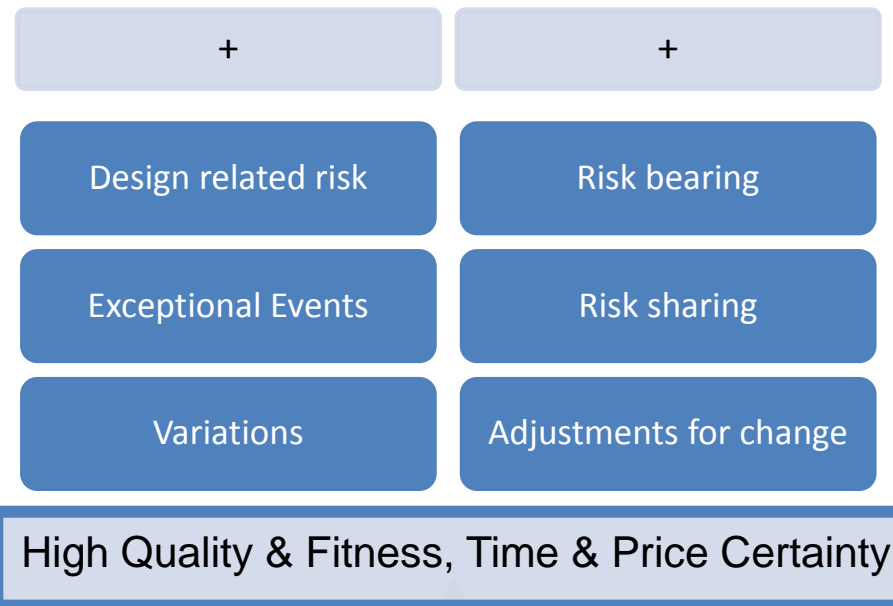 +
+
Design related risk
Risk bearing
Exceptional Events
Risk sharing
Variations
Adjustments for change
High Quality & Fitness, Time & Price Certainty